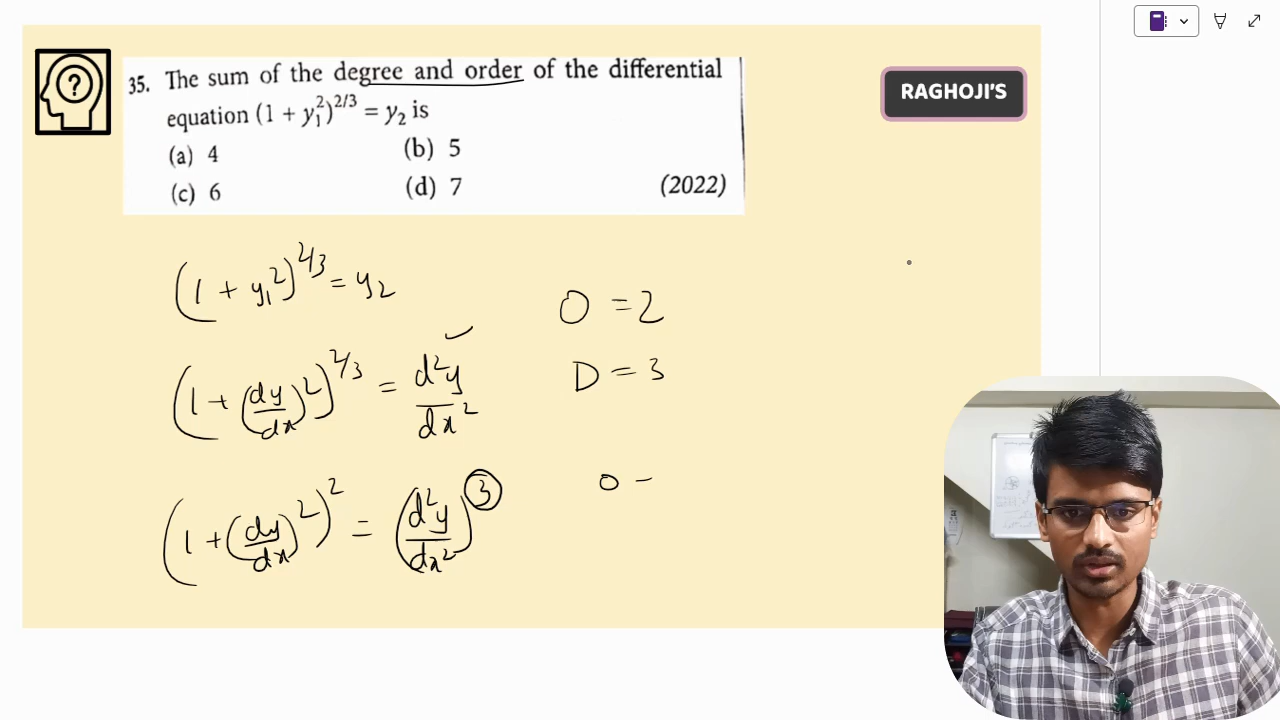 35. The sum of the degree and order of the differential
equation (1 + y₁²)^2/3 = y₂ is
(a) 4 (b) 5
(c) 6 (d) 7 (2022)
RAGHOJI'S
(1 + y₁²)^2/3 = y₂
(1 + (dy/dx)²)^2/3 = d²y/dx²
(1 + (dy/dx)²)² = (d²y/dx²)³
O = 2
D = 3
O –